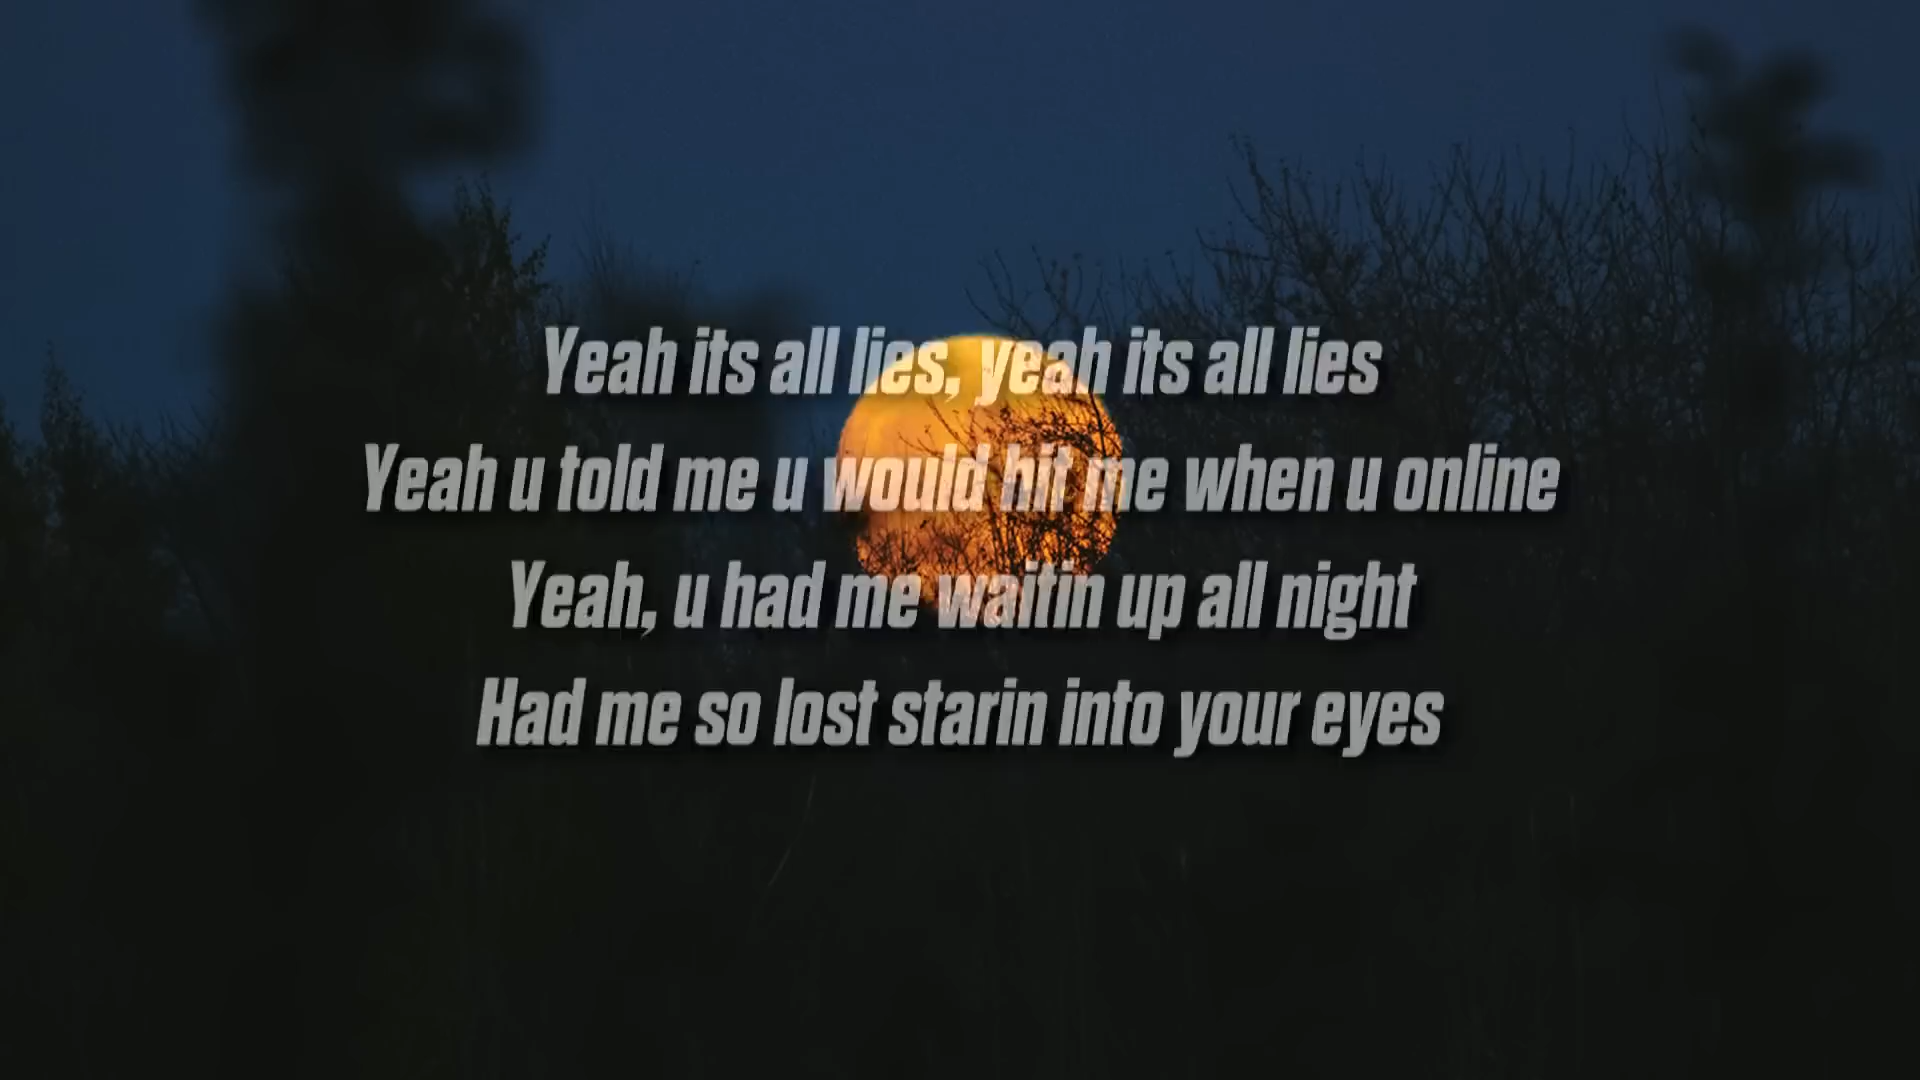 Yeah its all lies, yeah its all lies
Yeah u told me u would hit me when u online
Yeah, u had me waitin up all night
Had me so lost starin into your eyes